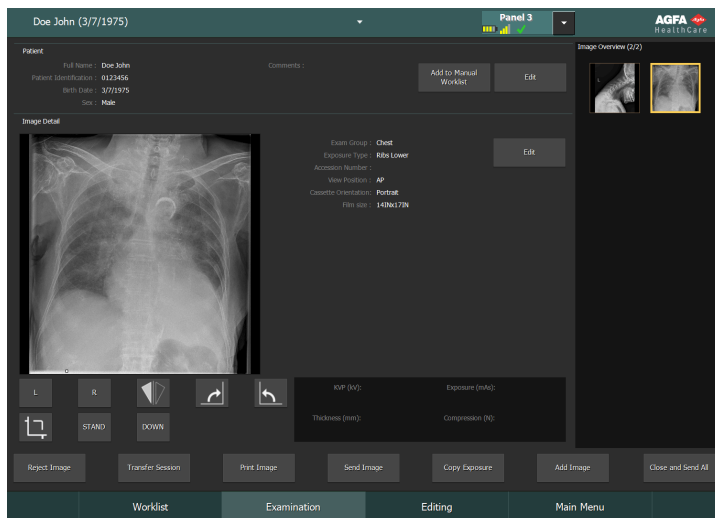 Doe John (3/7/1975)
Panel 3
AGFA
HealthCare
Patient
Full Name : Doe John
Patient Identification : 0123456
Birth Date : 3/7/1975
Sex : Male
Comments :
Add to Manual
Worklist
Edit
Image Overview (2/2)
L
Image Detail
Exam Group : Chest
Exposure Type : Ribs Lower
Accession Number :
View Position : AP
Cassette Orientation: Portrait
Film size : 14INx17IN
Edit
L
R
STAND
DOWN
KVP (kV):
Exposure (mAs):
Thickness (mm):
Compression (N):
Reject Image
Transfer Session
Print Image
Send Image
Copy Exposure
Add Image
Close and Send All
Worklist
Examination
Editing
Main Menu